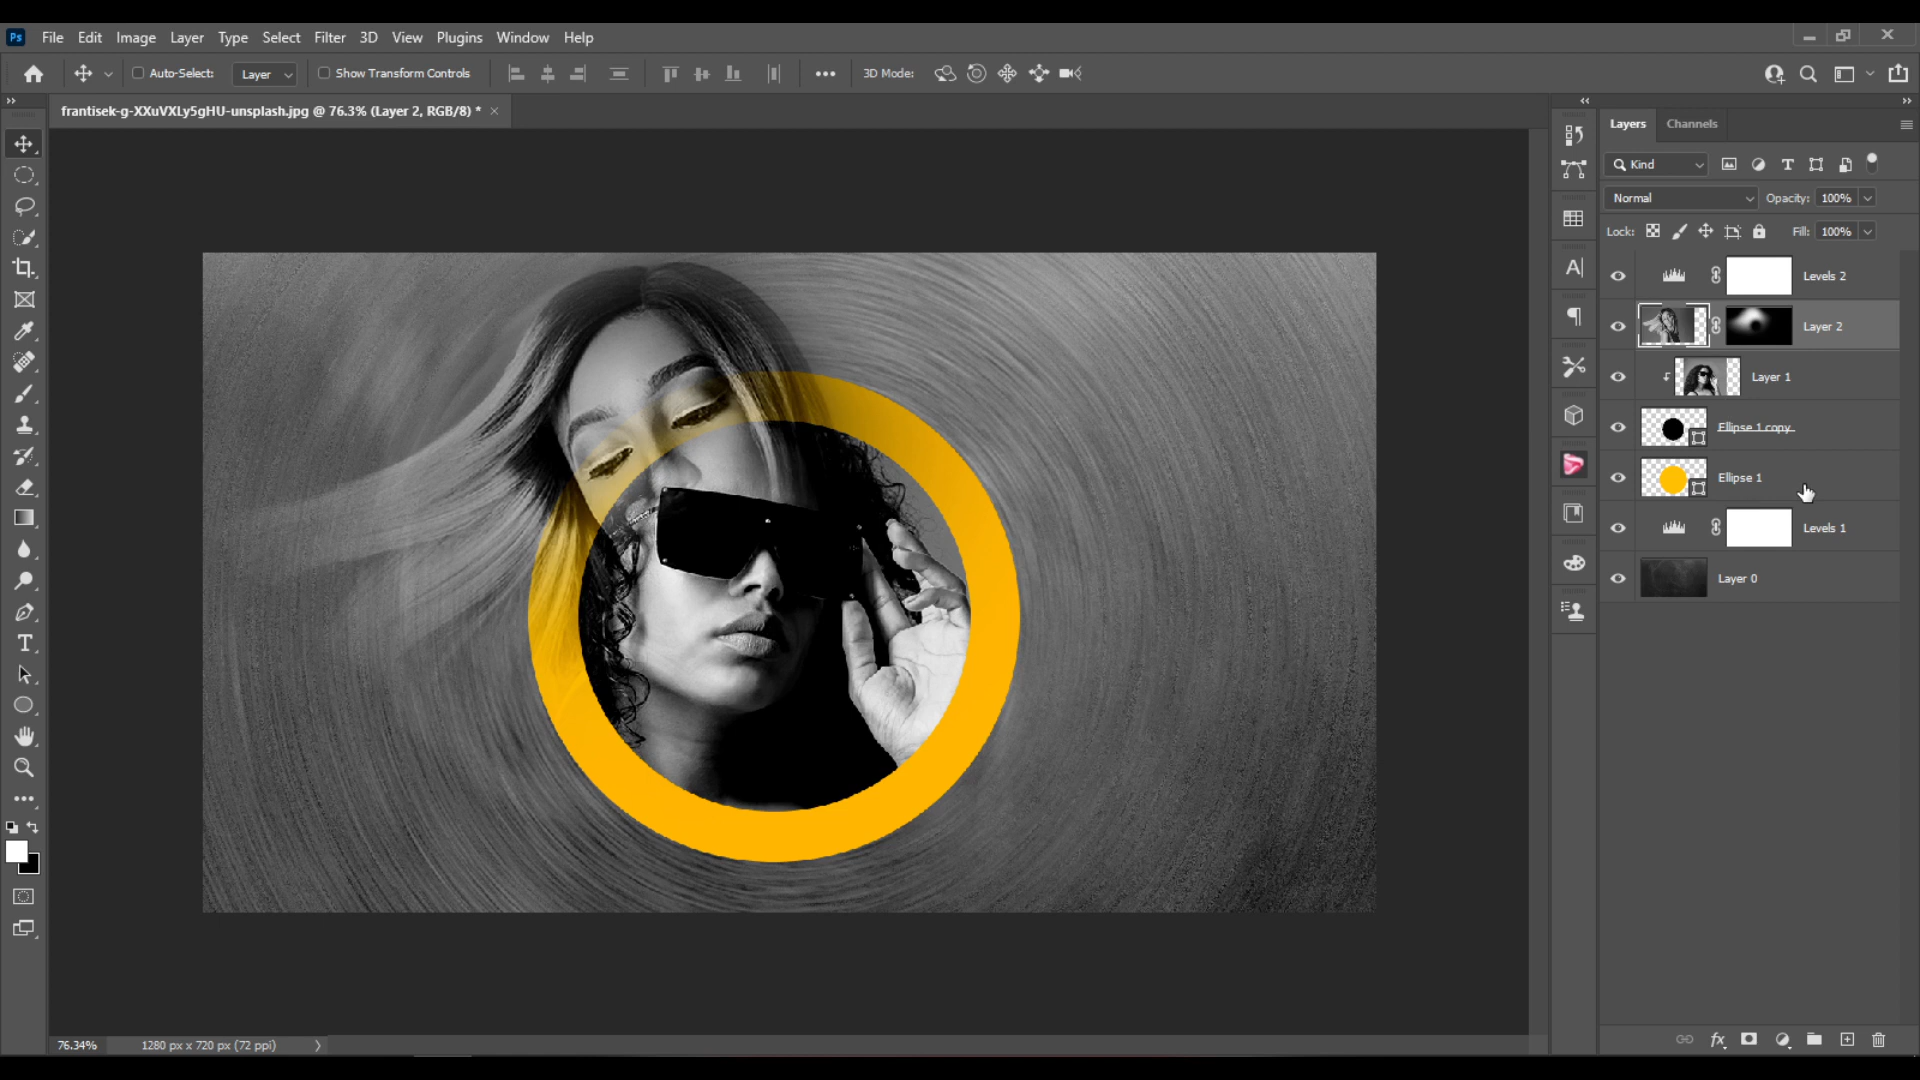 Ps File Edit Image Layer Type Select Filter 3D View Plugins Window Help
Auto-Select: Layer Show Transform Controls 3D Mode:
frantisek-g-XXuVXLy5gHU-unsplash.jpg @ 76.3% (Layer 2, RGB/8) *
Layers Channels
Kind
Normal Opacity: 100%
Lock: Fill: 100%
Levels 2
Layer 2
Layer 1
Ellipse 1 copy
Ellipse 1
Levels 1
Layer 0
76.34% 1280 px x 720 px (72 ppi)
fx